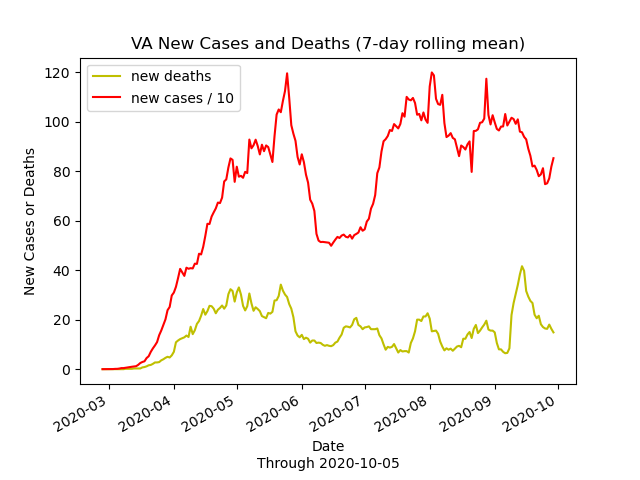 VA New Cases and Deaths (7-day rolling mean)
new deaths
new cases / 10
New Cases or Deaths
120
100
80
60
40
20
0
2020-03
2020-04
2020-05
2020-06
2020-07
2020-08
2020-09
2020-10
Date
Through 2020-10-05